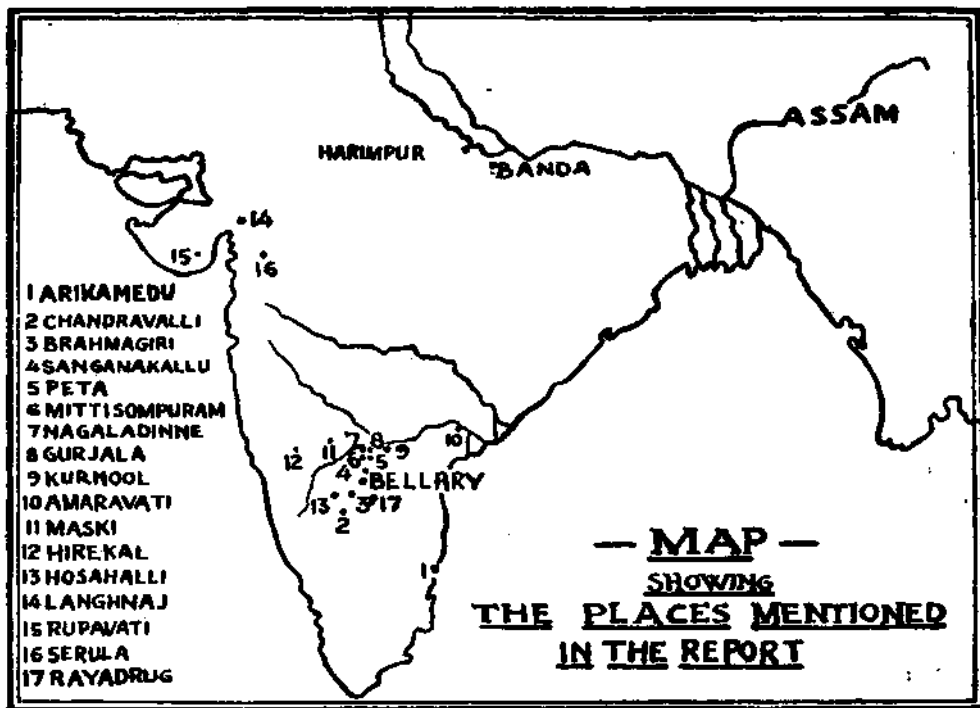 ASSAM
HARIMPUR
BANDA
14
15
16
1 ARIKAMEDU
2 CHANDRAVALLI
3 BRAHMAGIRI
4 SANGANAKALLU
5 PETA
6 MITTISOMPURAM
7 NAGALADINNE
8 GURJALA
9 KURMOOL
10 AMARAVATI
11 MASKI
12 HIREKAL
13 HOSAHALLI
14 LANGHNAJ
15 RUPAVATI
16 SERULA
17 RAYADRUG
7 8 10
12 11 6 5 9
4 BELLARY
13 3 17
2
1
— MAP —
SHOWING
THE PLACES MENTIONED
IN THE REPORT